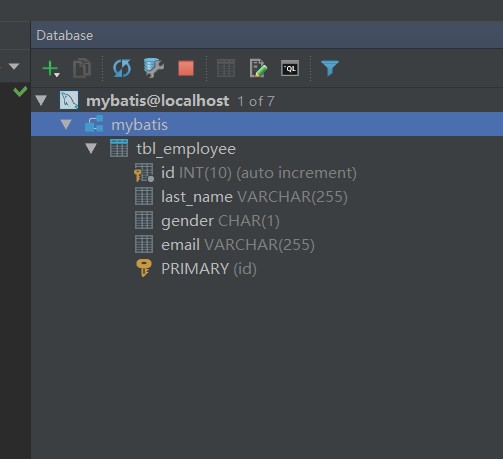 Database
QL
mybatis@localhost 1 of 7
mybatis
tbl_employee
id INT(10) (auto increment)
last_name VARCHAR(255)
gender CHAR(1)
email VARCHAR(255)
PRIMARY (id)